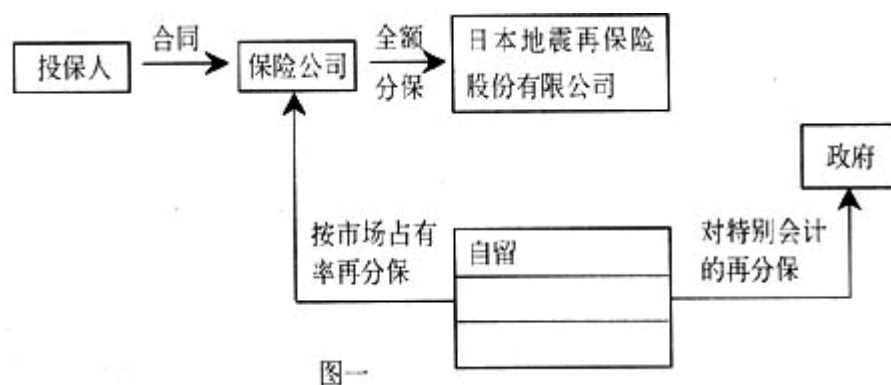 投保人
合同
保险公司
全额
分保
日本地震再保险
股份有限公司
政府
按市场占有
率再分保
自留
对特别会计
的再分保
图一